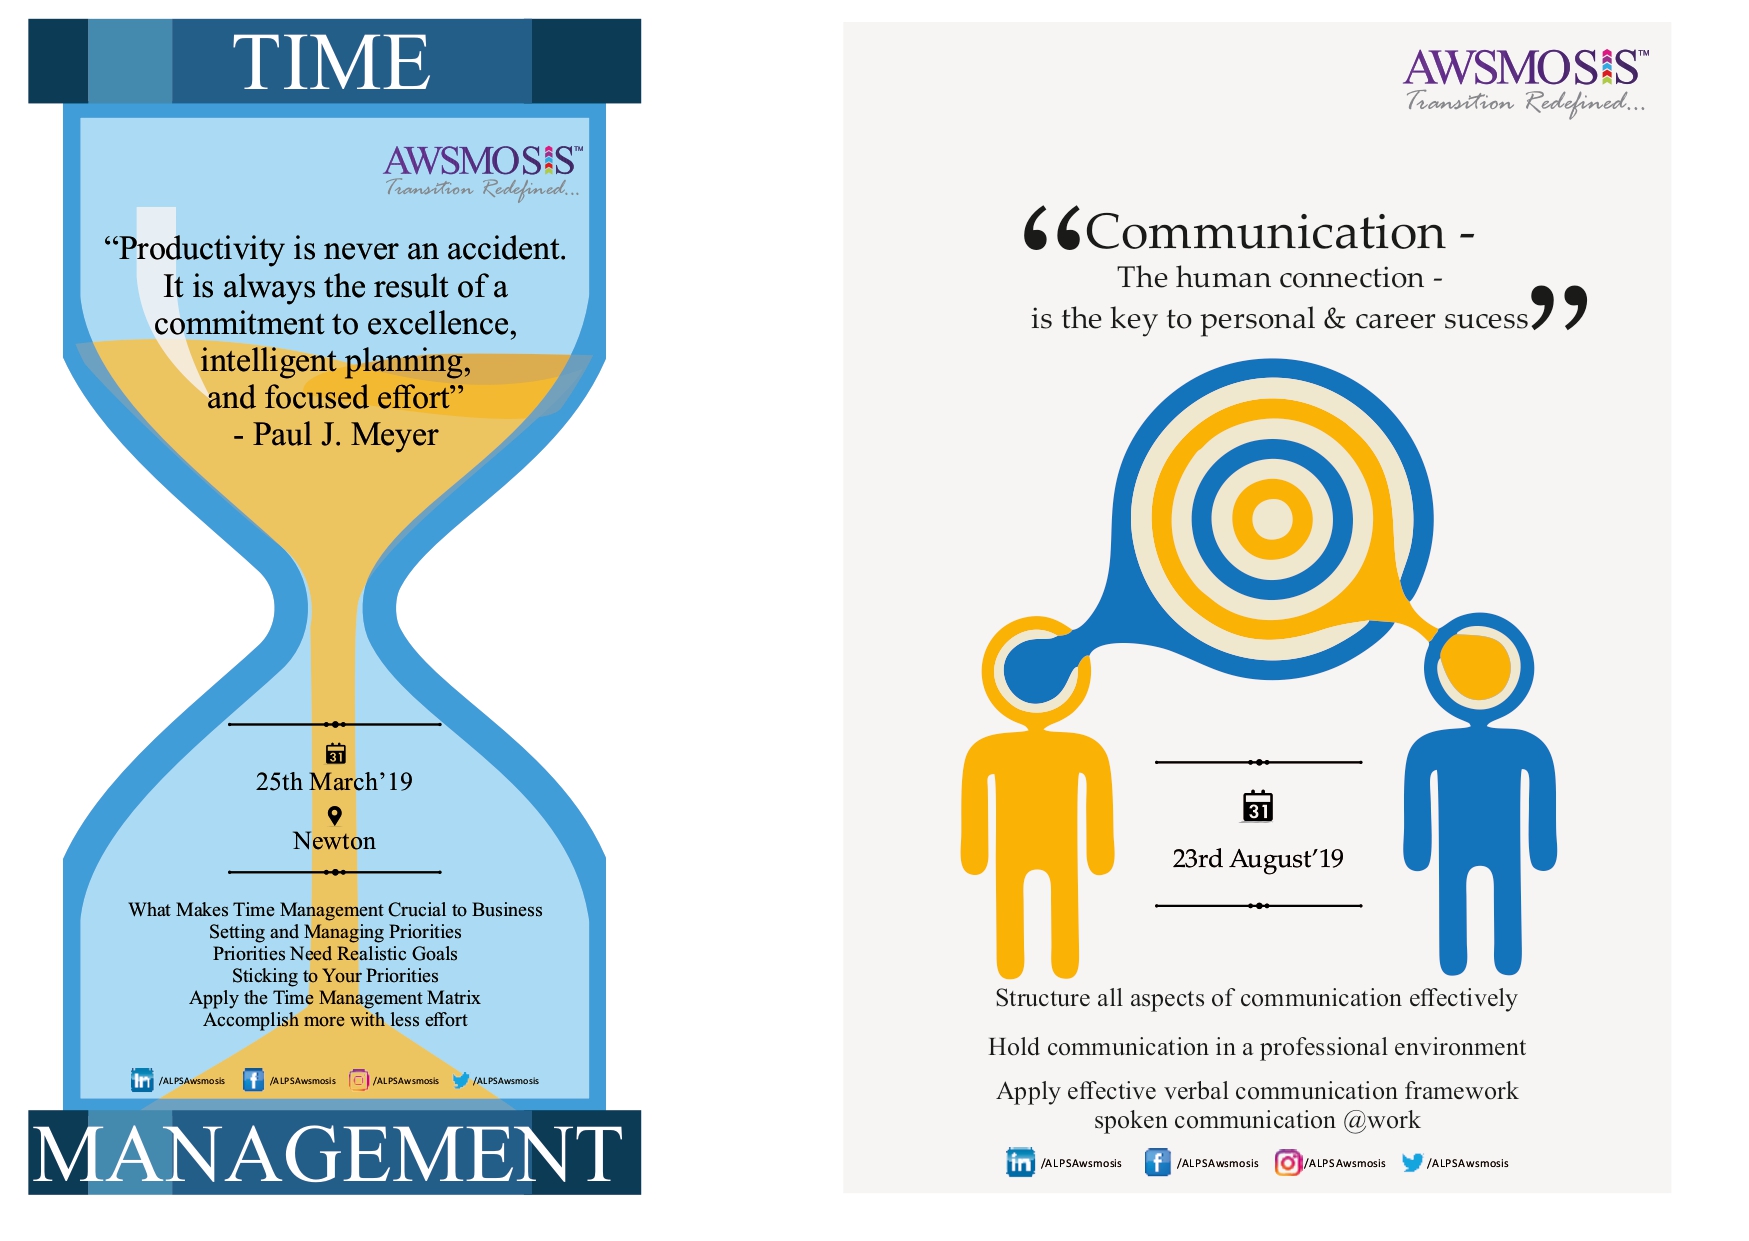 TIME
AWSMOSIS™
Transition Redefined...
“Productivity is never an accident.
It is always the result of a
commitment to excellence,
intelligent planning,
and focused effort”
- Paul J. Meyer
31
25th March’19
Newton
What Makes Time Management Crucial to Business
Setting and Managing Priorities
Priorities Need Realistic Goals
Sticking to Your Priorities
Apply the Time Management Matrix
Accomplish more with less effort
in /ALPSAwsmosis f /ALPSAwsmosis /ALPSAwsmosis /ALPSAwsmosis
MANAGEMENT
AWSMOSIS™
Transition Redefined...
“Communication -
The human connection -
is the key to personal & career sucess”
31
23rd August’19
Structure all aspects of communication effectively
Hold communication in a professional environment
Apply effective verbal communication framework
spoken communication @work
in /ALPSAwsmosis f /ALPSAwsmosis /ALPSAwsmosis /ALPSAwsmosis